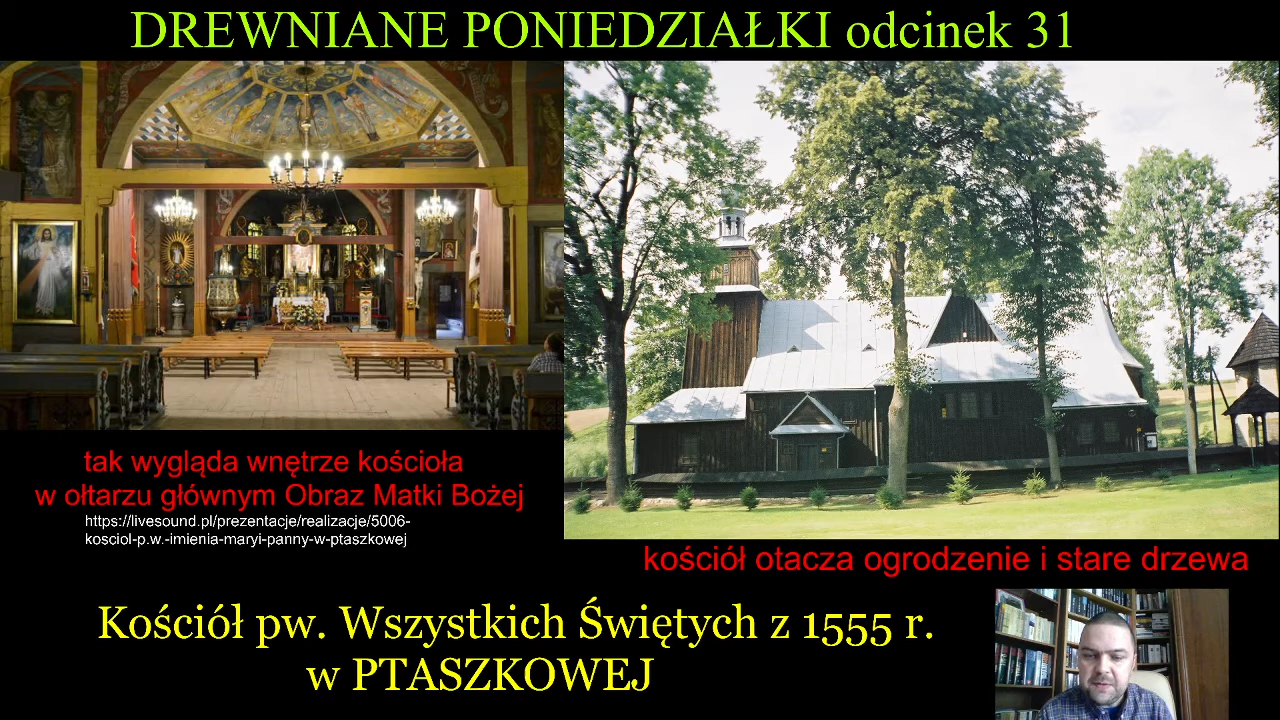 DREWNIANE PONIEDZIAŁKI odcinek 31
tak wygląda wnętrze kościoła
w ołtarzu głównym Obraz Matki Bożej
https://livesound.pl/prezentacje/realizacje/5006-
kosciol-p.w.-imienia-maryi-panny-w-ptaszkowej
kościół otacza ogrodzenie i stare drzewa
Kościół pw. Wszystkich Świętych z 1555 r.
w PTASZKOWEJ